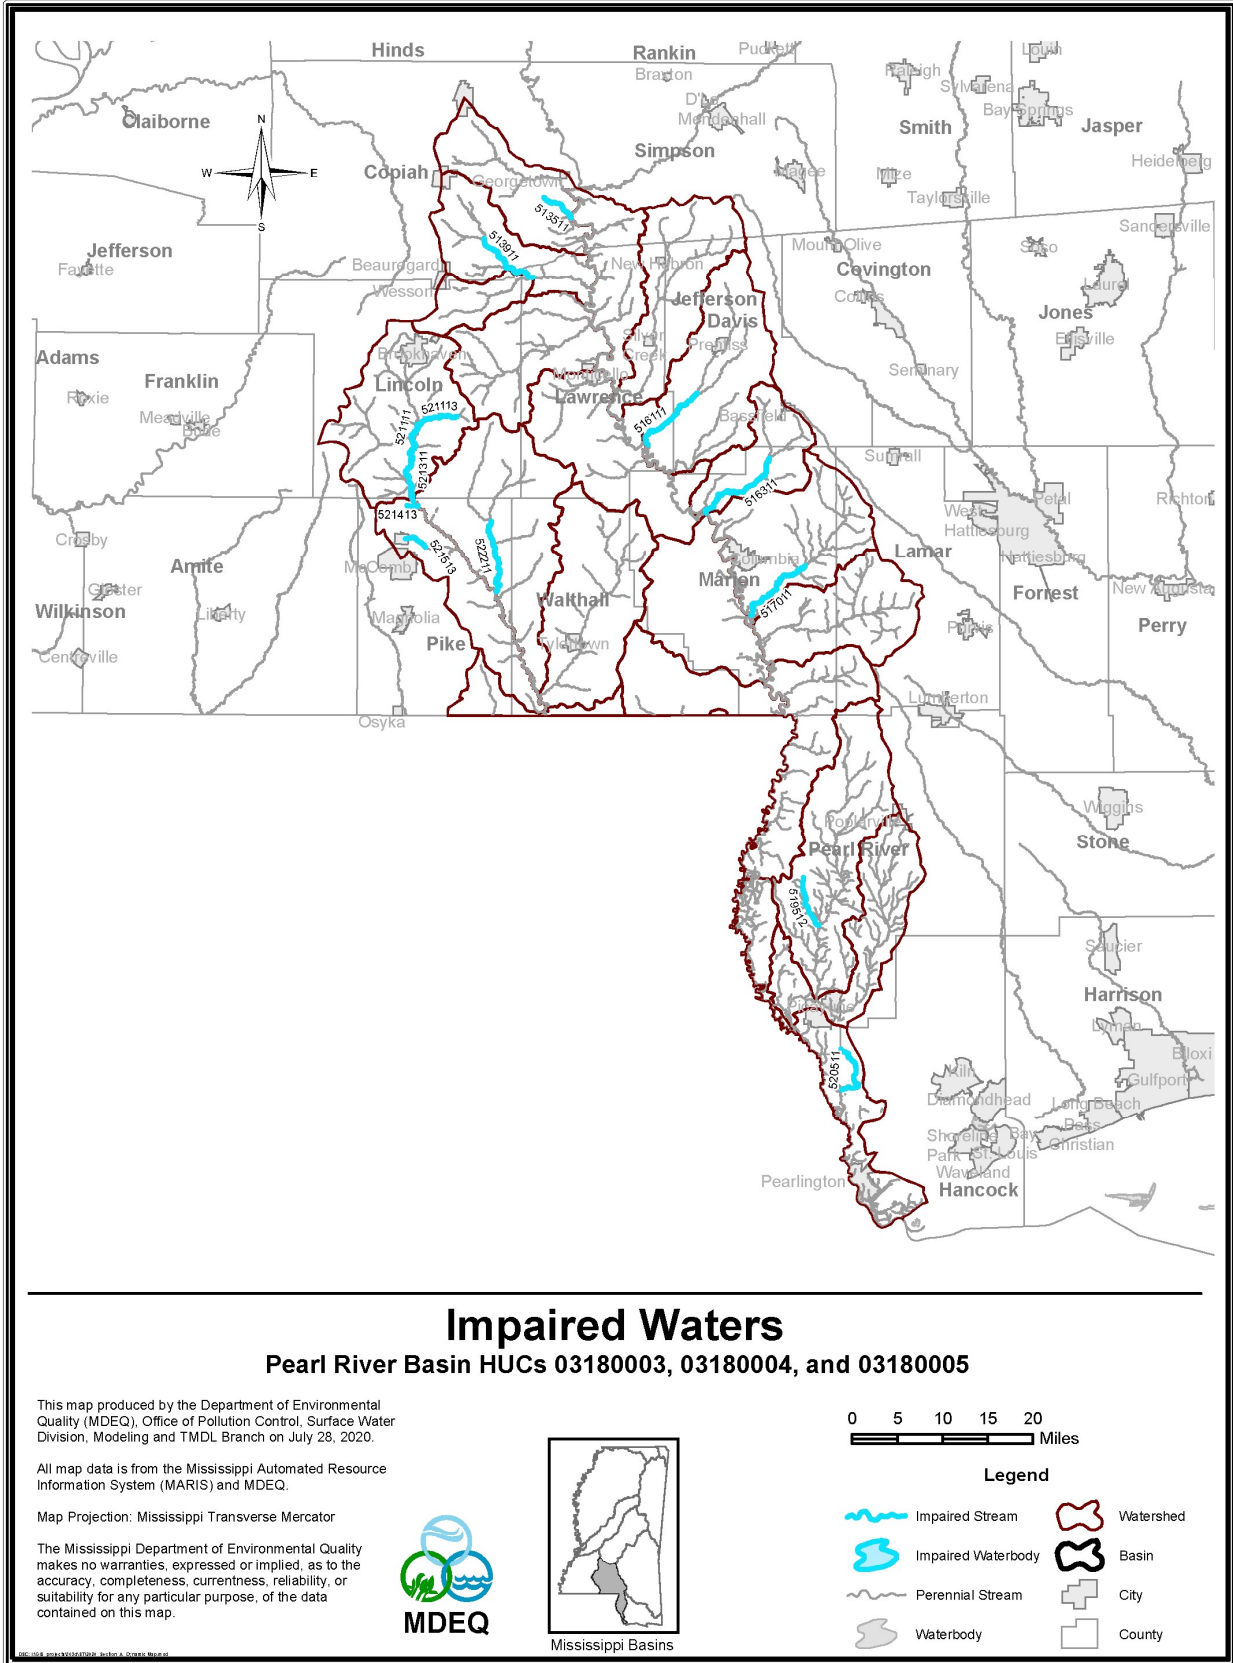 Hinds
Rankin
Puckett
Louin
Braxton
Raleigh
Sylvarena
D'
Mendenhall
Bay Springs
Claiborne
N
Smith
Jasper
Simpson
Heidelberg
W
E
Copiah
Georgetown
Magee
Mize
Taylorsville
S
513511
Sandersville
Jefferson
513911
Mount Olive
Soso
Fayette
Beauregard
New Hebron
Covington
Wesson
Jefferson
Davis
Collins
Laurel
Jones
Silver
Creek
Prentiss
Ellisville
Adams
Brookhaven
Franklin
Lincoln
Monticello
Seminary
Roxie
Lawrence
Meadville
Bude
521113
521111
516111
Bassfield
521311
Sumrall
516311
Petal
Richton
521413
West
Hattiesburg
Crosby
521513
522211
Columbia
Lamar
Hattiesburg
McComb
Amite
Marion
Forrest
New Augusta
Gloster
Walthall
517011
Wilkinson
Liberty
Magnolia
Perry
Purvis
Pike
Tylertown
Centreville
Lumberton
Osyka
Wiggins
Poplarville
Stone
Pearl River
519512
Saucier
Harrison
Picayune
Lyman
Biloxi
520511
Kiln
Gulfport
Diamondhead
Long Beach
Pass
Christian
Shoreline
Park
Bay
St. Louis
Waveland
Pearlington
Hancock
Impaired Waters
Pearl River Basin HUCs 03180003, 03180004, and 03180005
This map produced by the Department of Environmental
Quality (MDEQ), Office of Pollution Control, Surface Water
Division, Modeling and TMDL Branch on July 28, 2020.
All map data is from the Mississippi Automated Resource
Information System (MARIS) and MDEQ.
Map Projection: Mississippi Transverse Mercator
The Mississippi Department of Environmental Quality
makes no warranties, expressed or implied, as to the
accuracy, completeness, currentness, reliability, or
suitability for any particular purpose, of the data
contained on this map.
MDEQ
Mississippi Basins
0 5 10 15 20
Miles
Legend
Impaired Stream
Watershed
Impaired Waterbody
Basin
Perennial Stream
City
Waterbody
County